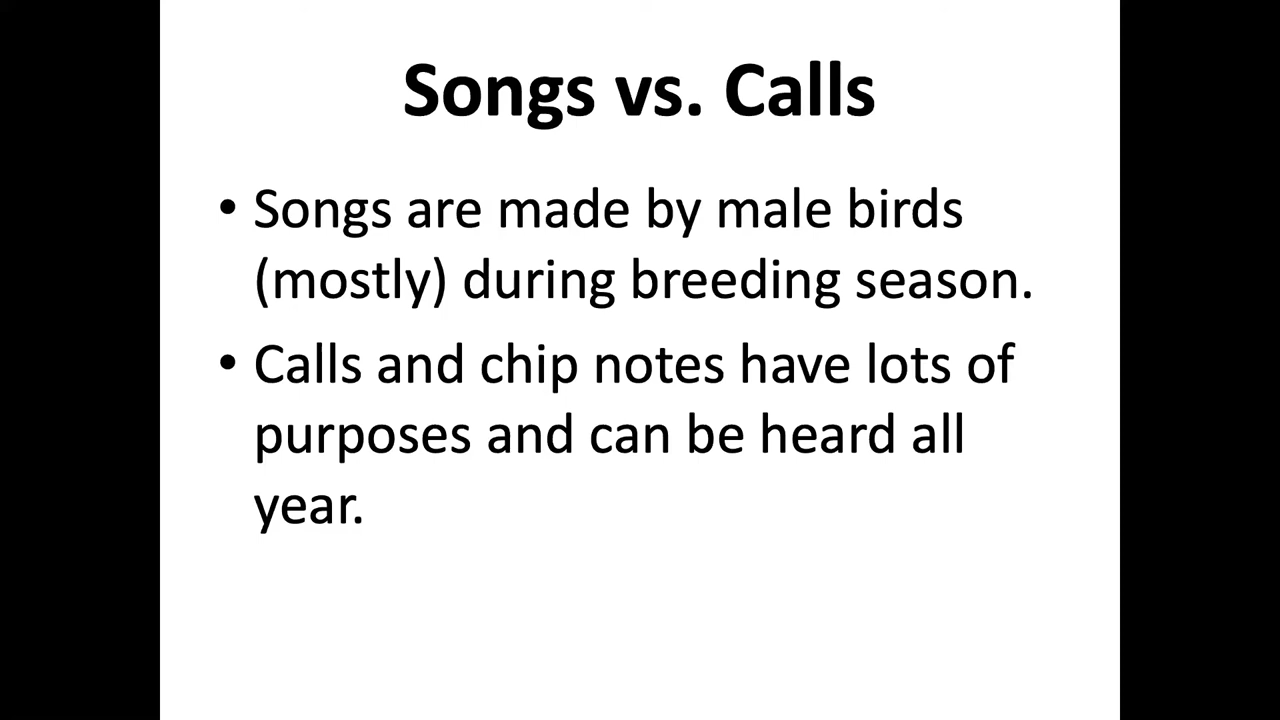 Songs vs. Calls
• Songs are made by male birds
(mostly) during breeding season.
• Calls and chip notes have lots of
purposes and can be heard all
year.